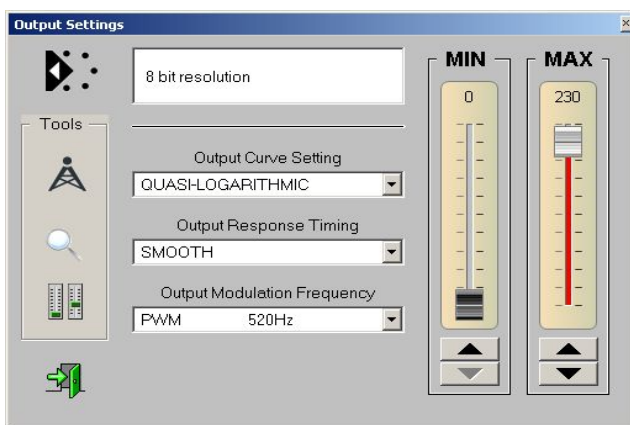 Output Settings
8 bit resolution
Tools
Output Curve Setting
QUASI-LOGARITHMIC
Output Response Timing
SMOOTH
Output Modulation Frequency
PWM 520Hz
MIN
0
MAX
230